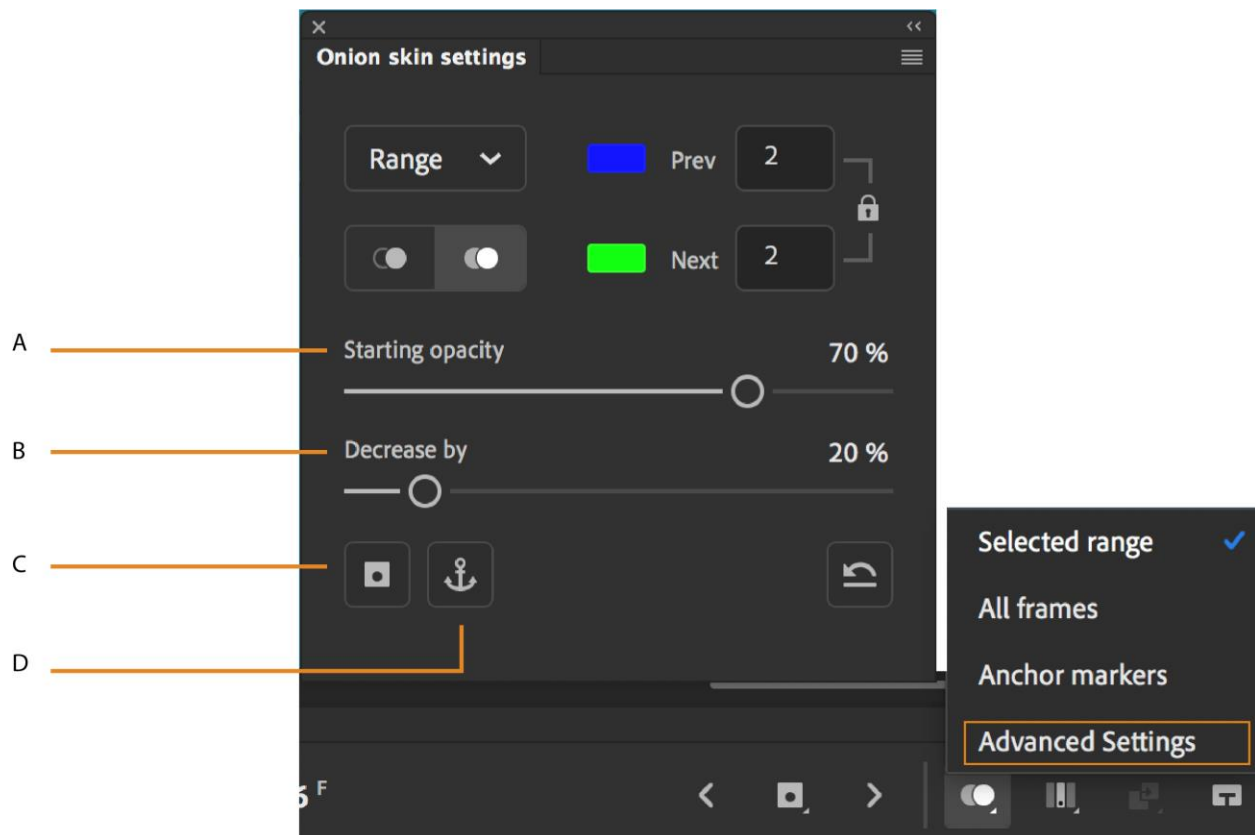 Onion skin settings
Range
Prev
2
Next
2
A
Starting opacity
70 %
B
Decrease by
20 %
C
D
Selected range
All frames
Anchor markers
Advanced Settings
F